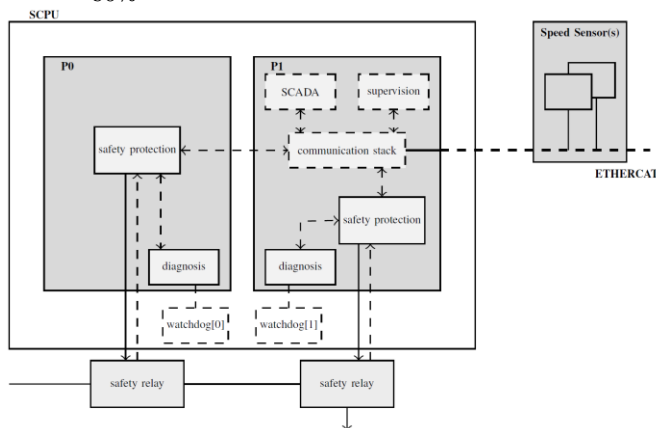 SCPU
Speed Sensor(s)
P0
P1
SCADA
supervision
safety protection
communication stack
ETHERCAT
safety protection
diagnosis
diagnosis
watchdog[0]
watchdog[1]
safety relay
safety relay